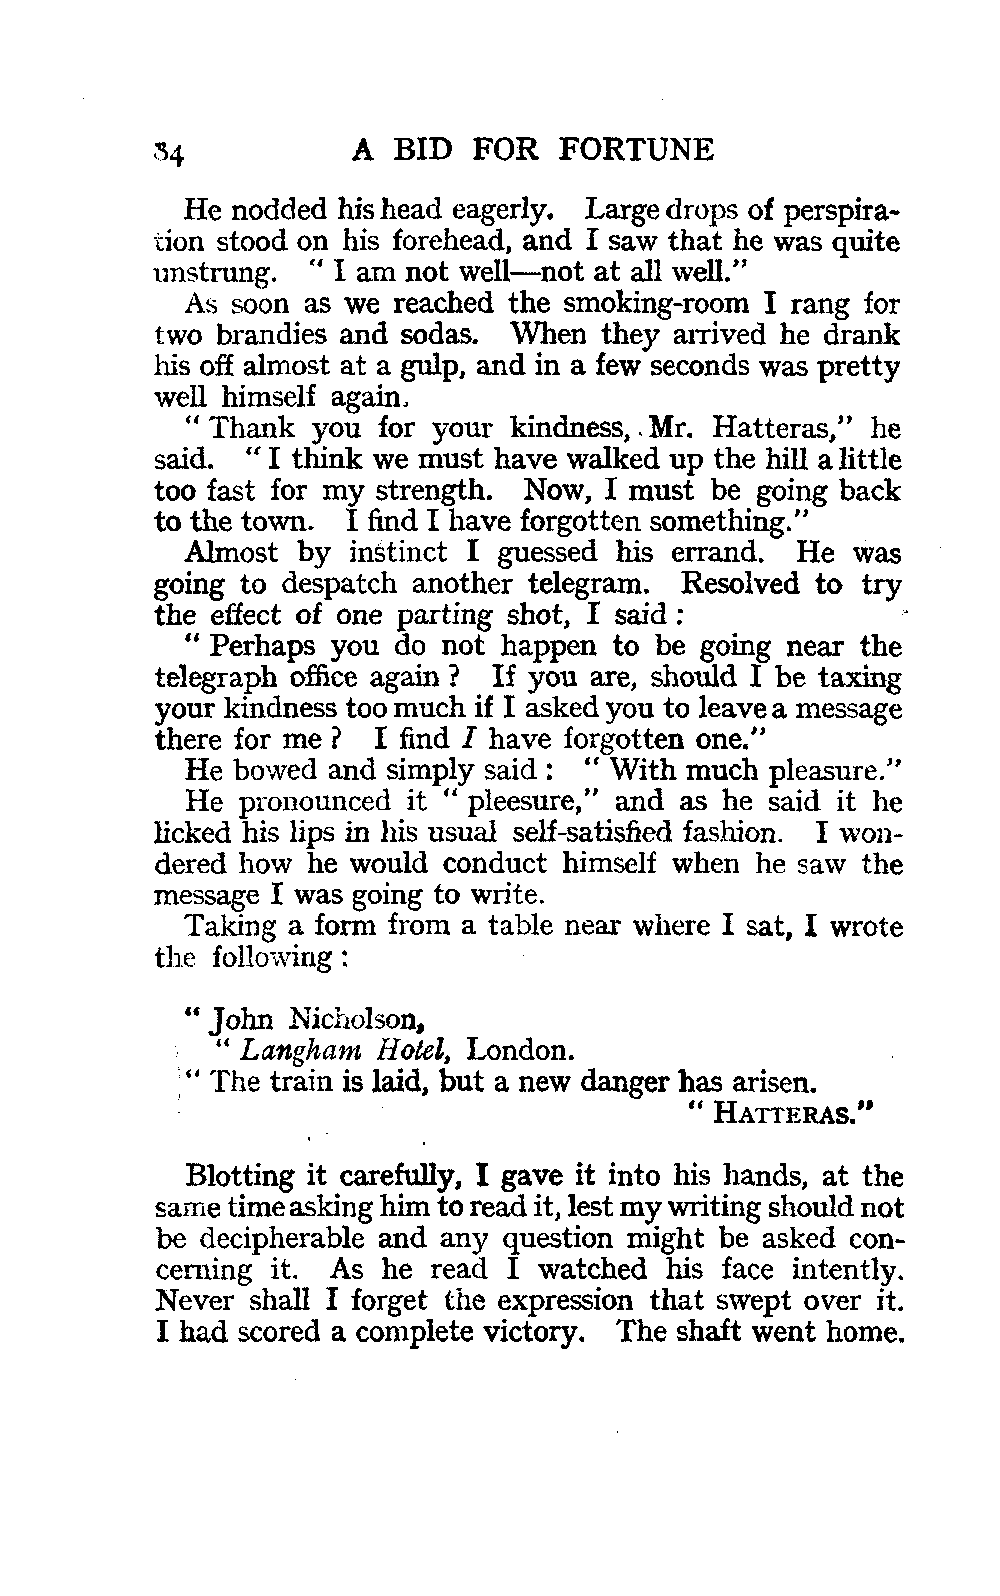 34 A BID FOR FORTUNE
He nodded his head eagerly. Large drops of perspira-
tion stood on his forehead, and I saw that he was quite
unstrung. " I am not well—not at all well."
As soon as we reached the smoking-room I rang for
two brandies and sodas. When they arrived he drank
his off almost at a gulp, and in a few seconds was pretty
well himself again.
" Thank you for your kindness, Mr. Hatteras," he
said. " I think we must have walked up the hill a little
too fast for my strength. Now, I must be going back
to the town. I find I have forgotten something."
Almost by instinct I guessed his errand. He was
going to despatch another telegram. Resolved to try
the effect of one parting shot, I said :
" Perhaps you do not happen to be going near the
telegraph office again ? If you are, should I be taxing
your kindness too much if I asked you to leave a message
there for me ? I find I have forgotten one."
He bowed and simply said : " With much pleasure."
He pronounced it " pleesure," and as he said it he
licked his lips in his usual self-satisfied fashion. I won-
dered how he would conduct himself when he saw the
message I was going to write.
Taking a form from a table near where I sat, I wrote
the following :
" John Nicholson,
" Langham Hotel, London.
" The train is laid, but a new danger has arisen.
" HATTERAS."
Blotting it carefully, I gave it into his hands, at the
same time asking him to read it, lest my writing should not
be decipherable and any question might be asked con-
cerning it. As he read I watched his face intently.
Never shall I forget the expression that swept over it.
I had scored a complete victory. The shaft went home.